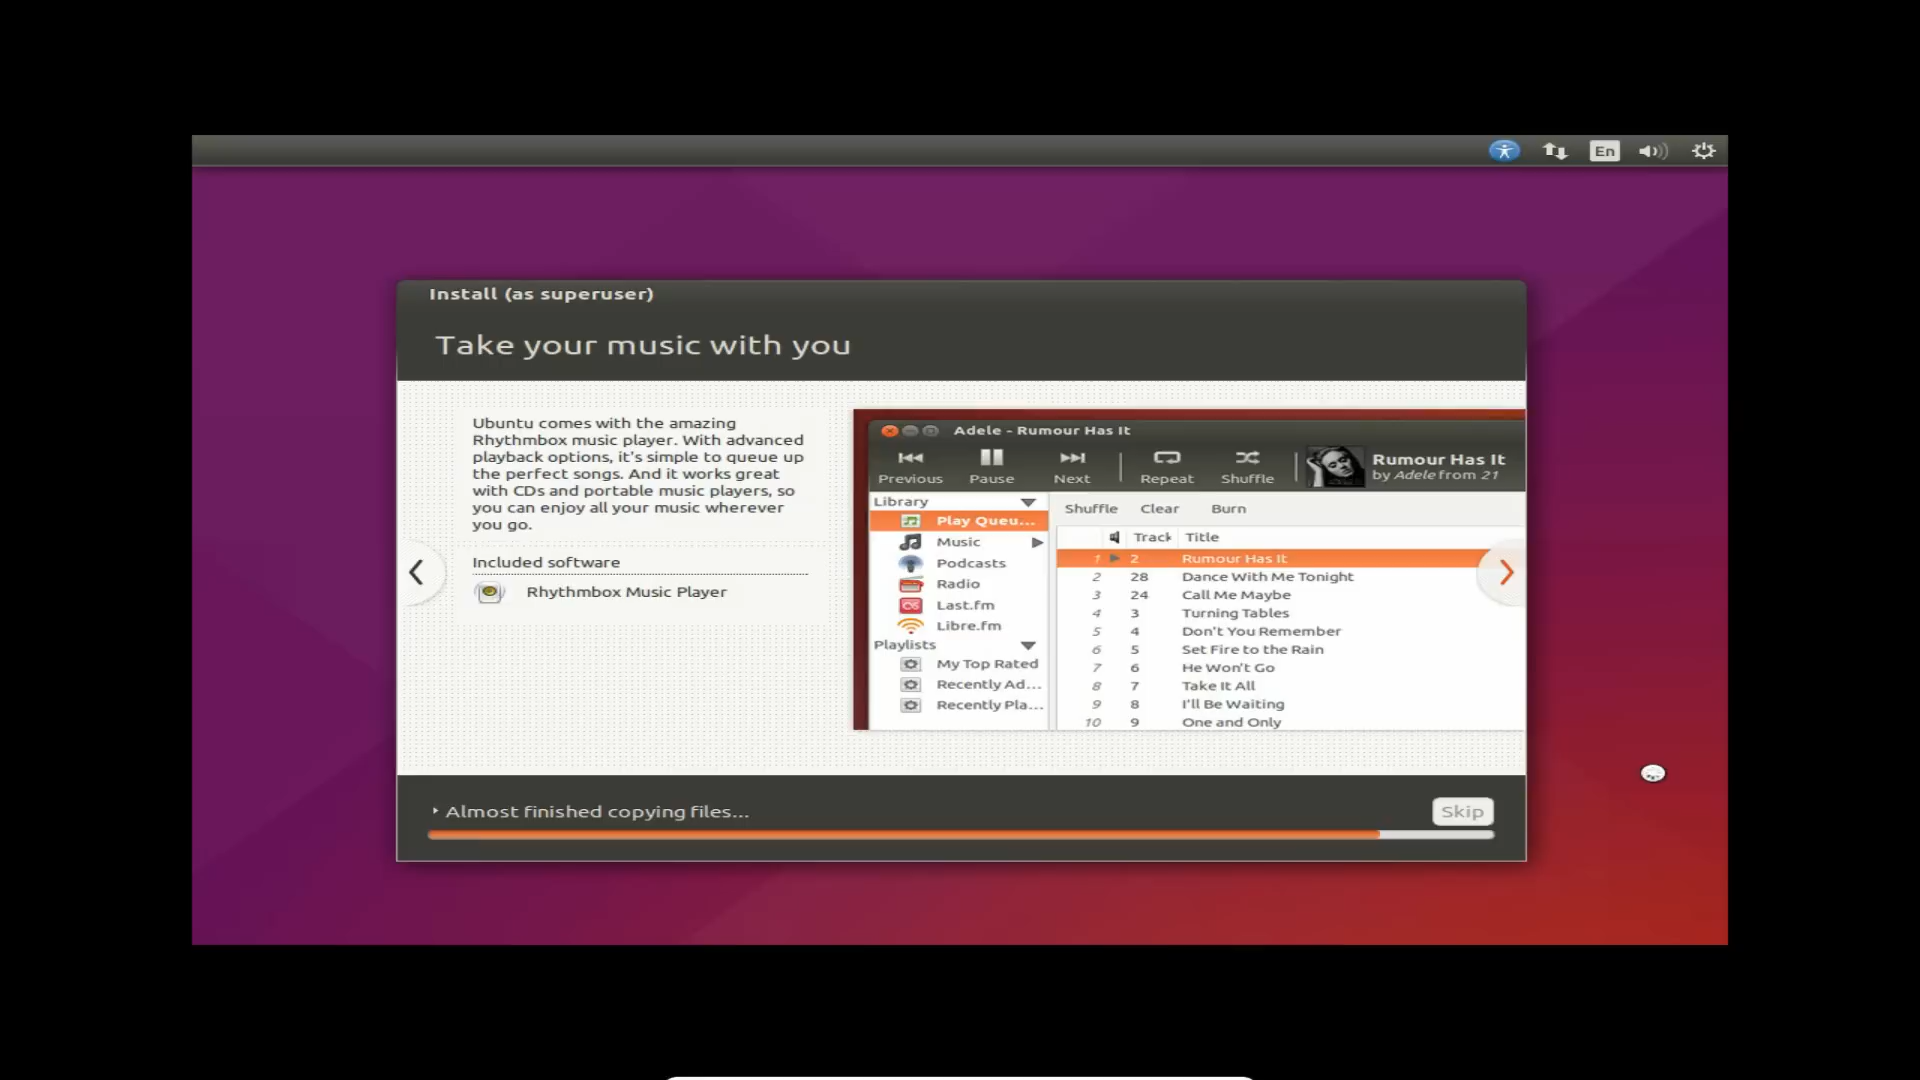 En
Install (as superuser)
Take your music with you
Ubuntu comes with the amazing
Rhythmbox music player. With advanced
playback options, it's simple to queue up
the perfect songs. And it works great
with CDs and portable music players, so
you can enjoy all your music wherever
you go.
Included software
Rhythmbox Music Player
Adele - Rumour Has It
Previous Pause Next Repeat Shuffle
Rumour Has It
by Adele from 21
Library
Play Queu...
Music
Podcasts
Radio
Last.fm
Libre.fm
Playlists
My Top Rated
Recently Ad...
Recently Pla...
Shuffle Clear Burn
Track Title
1 2 Rumour Has It
2 28 Dance With Me Tonight
3 24 Call Me Maybe
4 3 Turning Tables
5 4 Don't You Remember
6 5 Set Fire to the Rain
7 6 He Won't Go
8 7 Take It All
9 8 I'll Be Waiting
10 9 One and Only
Almost finished copying files...
Skip